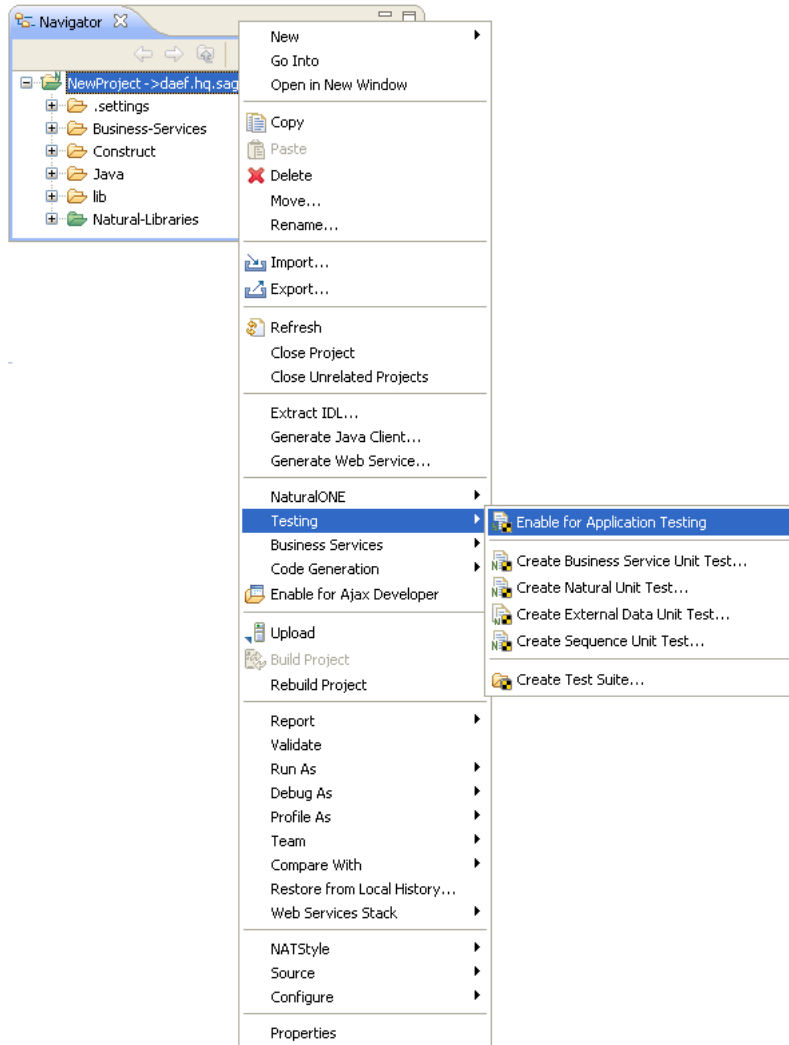 Navigator
NewProject ->daef.hq.sag
.settings
Business-Services
Construct
Java
lib
Natural-Libraries
New
Go Into
Open in New Window
Copy
Paste
Delete
Move...
Rename...
Import...
Export...
Refresh
Close Project
Close Unrelated Projects
Extract IDL...
Generate Java Client...
Generate Web Service...
NaturalONE
Testing
Business Services
Code Generation
Enable for Ajax Developer
Upload
Build Project
Rebuild Project
Report
Validate
Run As
Debug As
Profile As
Team
Compare With
Restore from Local History...
Web Services Stack
NATStyle
Source
Configure
Properties
Enable for Application Testing
Create Business Service Unit Test...
Create Natural Unit Test...
Create External Data Unit Test...
Create Sequence Unit Test...
Create Test Suite...